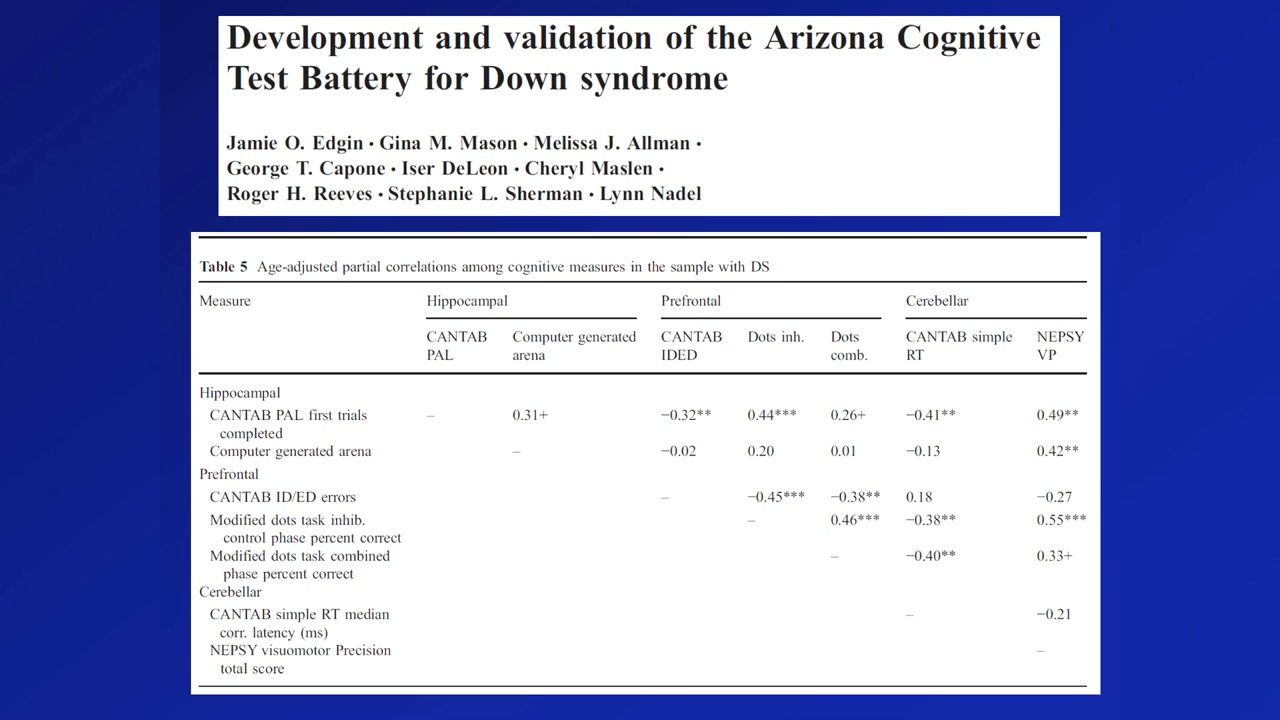 Development and validation of the Arizona Cognitive
Test Battery for Down syndrome
Jamie O. Edgin · Gina M. Mason · Melissa J. Allman ·
George T. Capone · Iser DeLeon · Cheryl Maslen ·
Roger H. Reeves · Stephanie L. Sherman · Lynn Nadel
Table 5 Age-adjusted partial correlations among cognitive measures in the sample with DS
Measure Hippocampal Prefrontal Cerebellar
CANTAB Computer generated CANTAB Dots inh. Dots CANTAB simple NEPSY
PAL arena IDED comb. RT VP
Hippocampal
CANTAB PAL first trials – 0.31+ −0.32** 0.44*** 0.26+ −0.41** 0.49**
completed
Computer generated arena – −0.02 0.20 0.01 −0.13 0.42**
Prefrontal
CANTAB ID/ED errors – −0.45*** −0.38** 0.18 −0.27
Modified dots task inhib. – 0.46*** −0.38** 0.55***
control phase percent correct
Modified dots task combined – −0.40** 0.33+
phase percent correct
Cerebellar
CANTAB simple RT median – −0.21
corr. latency (ms)
NEPSY visuomotor Precision –
total score